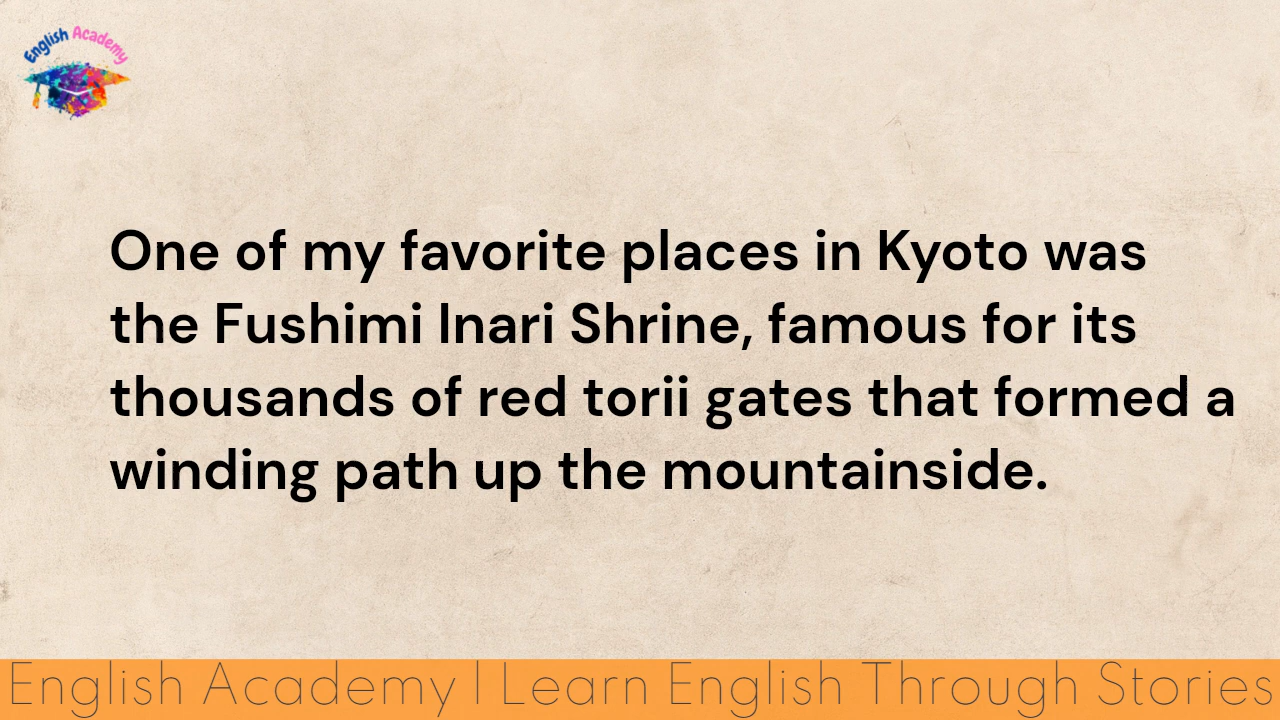 English Academy
One of my favorite places in Kyoto was
the Fushimi Inari Shrine, famous for its
thousands of red torii gates that formed a
winding path up the mountainside.
English Academy | Learn English Through Stories